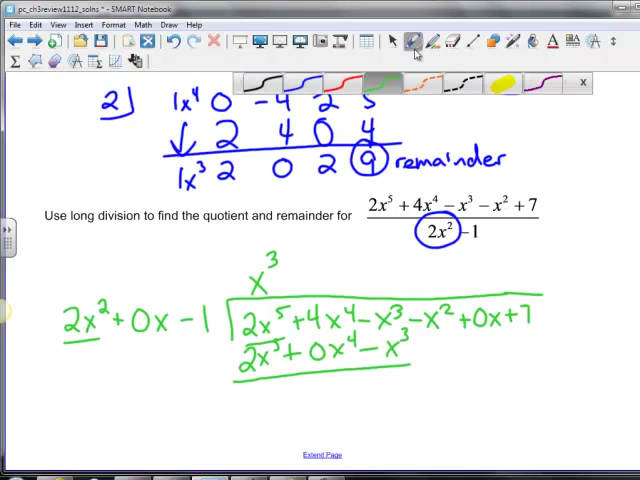 pc_ch3review1112_solns * - SMART Notebook
File Edit View Insert Format Tools Add-ons Draw Help
2) 1x⁴ 0 -4 2 5
↓ 2 4 0 4
1x³ 2 0 2 9 remainder
Use long division to find the quotient and remainder for (2x⁵ + 4x⁴ − x³ − x² + 7)/(2x² − 1)
x³
2x² + 0x − 1 2x⁵ + 4x⁴ − x³ − x² + 0x + 7
2x⁵ + 0x⁴ − x³
Extend Page